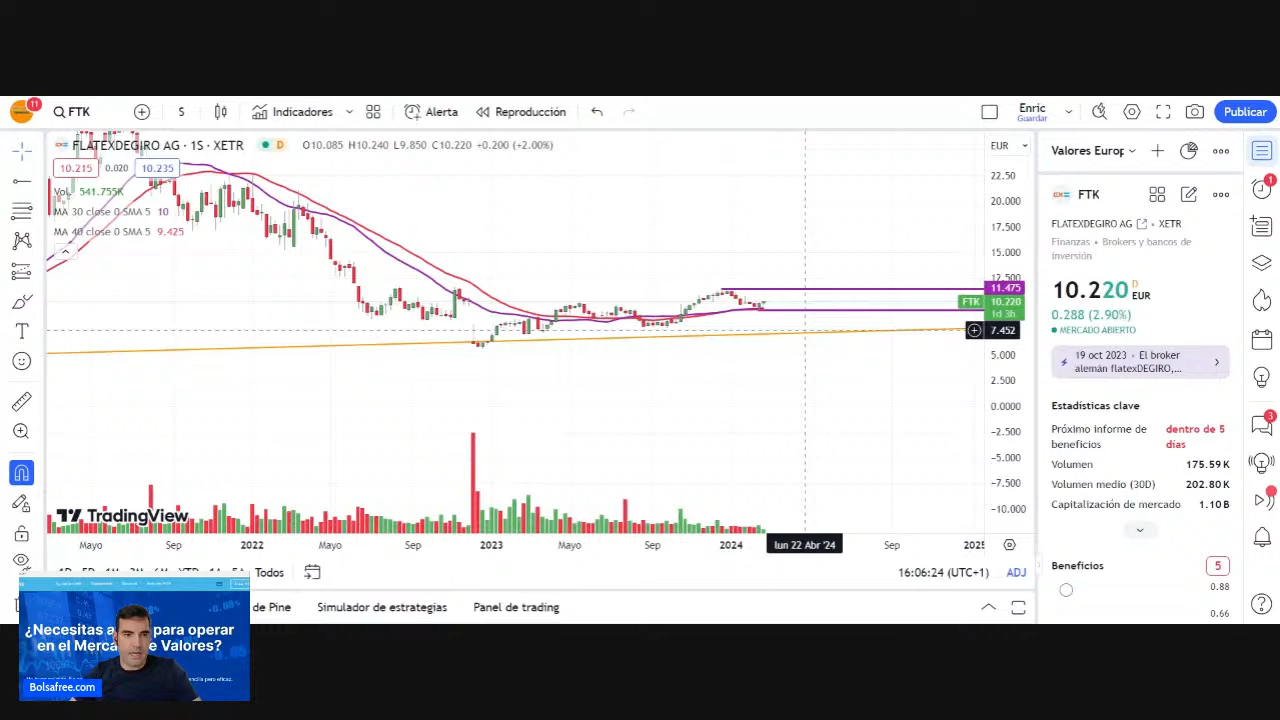 11
FTK
S
Indicadores
Alerta
Reproducción
Enric
Guardar
Publicar
FLATEXDEGIRO AG · 1S · XETR
D
O10.085 H10.240 L9.850 C10.220 +0.200 (+2.00%)
10.215
0.020
10.235
Vol. 541.755K
MA 30 close 0 SMA 5 10
MA 40 close 0 SMA 5 9.425
EUR
22.50
20.000
17.500
15.000
12.500
11.475
FTK
10.220
1d 3h
7.452
5.000
2.500
0.0000
−2.500
−5.000
−7.500
−10.000
TradingView
Mayo
Sep
2022
Mayo
Sep
2023
Mayo
Sep
2024
lun 22 Abr '24
Sep
2025
Todos
16:06:24 (UTC+1)
ADJ
de Pine
Simulador de estrategias
Panel de trading
Valores Europ
FTK
FLATEXDEGIRO AG
• XETR
Finanzas • Brokers y bancos de
inversión
10.220
D
EUR
0.288 (2.90%)
MERCADO ABIERTO
19 oct 2023 · El broker
alemán flatexDEGIRO,...
Estadísticas clave
Próximo informe de
beneficios
dentro de 5
días
Volumen
175.59 K
Volumen medio (30D)
202.80 K
Capitalización de mercado
1.10 B
Beneficios
5
0.88
0.66
1
3
¿Necesitas a para operar
en el Merca e Valores?
Bolsafree.com